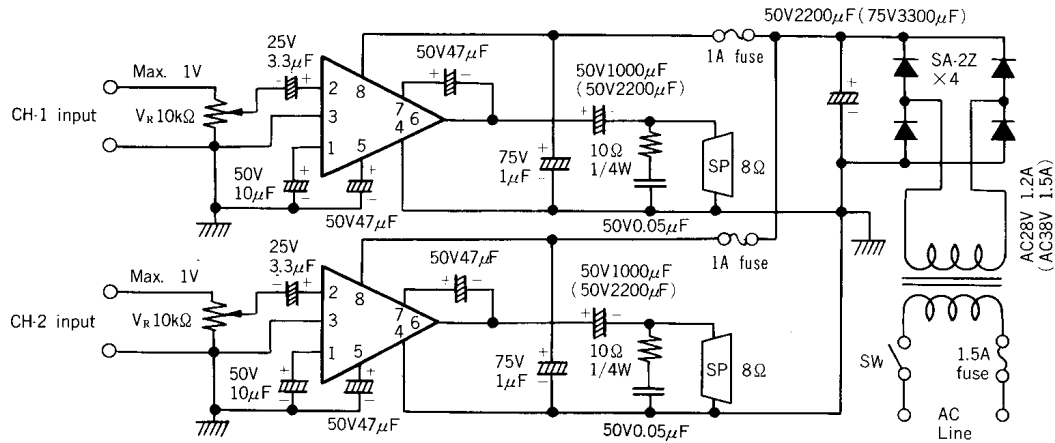 50V2200μF (75V3300μF)
25V
3.3μF
50V47μF
1A fuse
SA-2Z
×4
Max. 1V
50V1000μF
(50V2200μF)
CH-1 input
VR10kΩ
2
8
7
4
6
3
1
5
+
-
50V
10μF
50V47μF
75V
1μF
10Ω
1/4W
SP
8Ω
50V0.05μF
AC28V 1.2A
(AC38V 1.5A)
25V
3.3μF
50V47μF
1A fuse
Max. 1V
50V1000μF
(50V2200μF)
CH-2 input
VR10kΩ
2
8
7
4
6
3
1
5
50V
10μF
50V47μF
75V
1μF
10Ω
1/4W
SP
8Ω
50V0.05μF
SW
1.5A
fuse
AC
Line